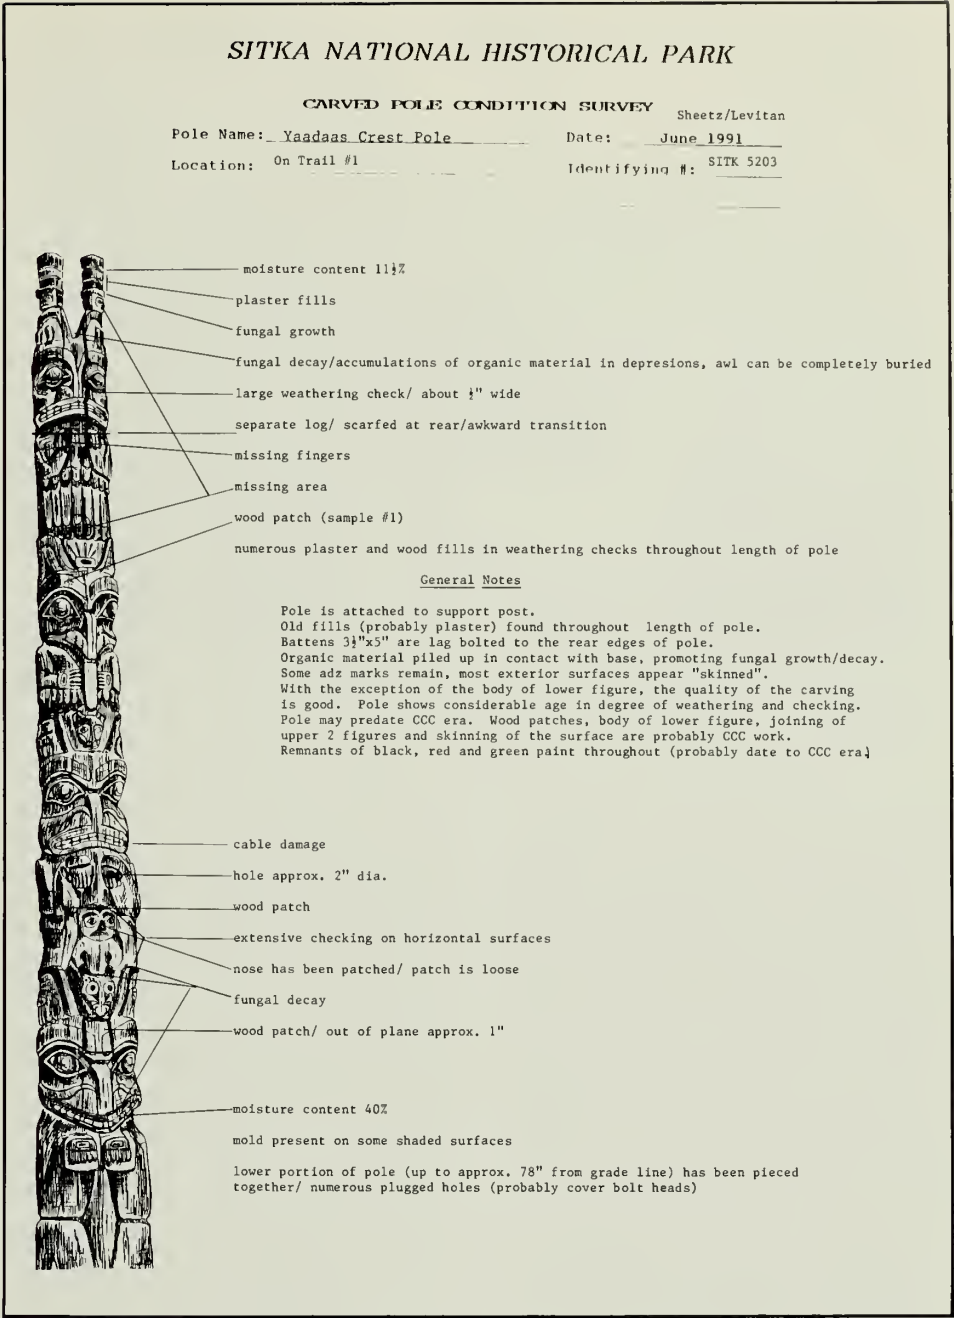 SITKA NATIONAL HISTORICAL PARK
CARVED POLE CONDITION SURVEY
Sheetz/Levitan
Pole Name: Yaadaas Crest Pole
Date: June 1991
Location: On Trail #1
Identifying #: SITK 5203
moisture content 11½%
plaster fills
fungal growth
fungal decay/accumulations of organic material in depresions, awl can be completely buried
large weathering check/ about ½" wide
separate log/ scarfed at rear/awkward transition
missing fingers
missing area
wood patch (sample #1)
numerous plaster and wood fills in weathering checks throughout length of pole
General Notes
Pole is attached to support post.
Old fills (probably plaster) found throughout length of pole.
Battens 3½"x5" are lag bolted to the rear edges of pole.
Organic material piled up in contact with base, promoting fungal growth/decay.
Some adz marks remain, most exterior surfaces appear "skinned".
With the exception of the body of lower figure, the quality of the carving
is good. Pole shows considerable age in degree of weathering and checking.
Pole may predate CCC era. Wood patches, body of lower figure, joining of
upper 2 figures and skinning of the surface are probably CCC work.
Remnants of black, red and green paint throughout (probably date to CCC era)
cable damage
hole approx. 2" dia.
wood patch
extensive checking on horizontal surfaces
nose has been patched/ patch is loose
fungal decay
wood patch/ out of plane approx. 1"
moisture content 40%
mold present on some shaded surfaces
lower portion of pole (up to approx. 78" from grade line) has been pieced
together/ numerous plugged holes (probably cover bolt heads)